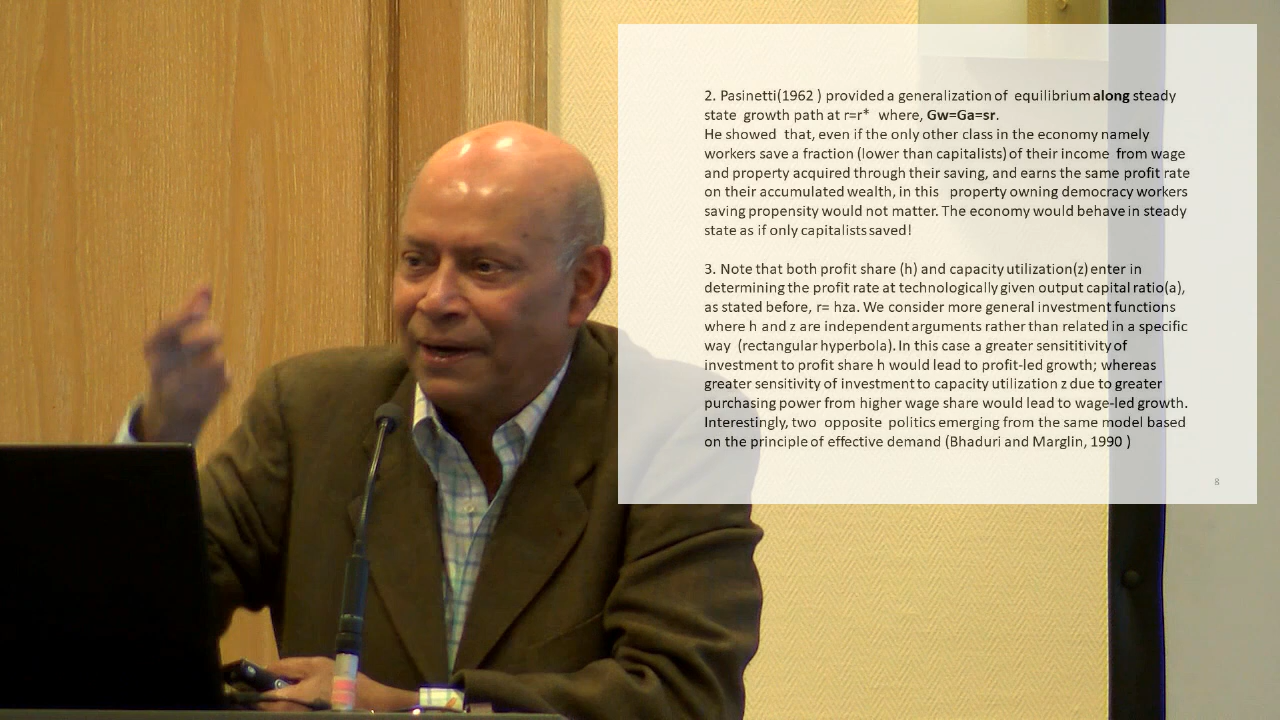 2. Pasinetti(1962 ) provided a generalization of equilibrium along steady
state growth path at r=r* where, Gw=Ga=sr.
He showed that, even if the only other class in the economy namely
workers save a fraction (lower than capitalists) of their income from wage
and property acquired through their saving, and earns the same profit rate
on their accumulated wealth, in this property owning democracy workers
saving propensity would not matter. The economy would behave in steady
state as if only capitalists saved!
3. Note that both profit share (h) and capacity utilization(z) enter in
determining the profit rate at technologically given output capital ratio(a),
as stated before, r= hza. We consider more general investment functions
where h and z are independent arguments rather than related in a specific
way (rectangular hyperbola). In this case a greater sensititivity of
investment to profit share h would lead to profit-led growth; whereas
greater sensitivity of investment to capacity utilization z due to greater
purchasing power from higher wage share would lead to wage-led growth.
Interestingly, two opposite politics emerging from the same model based
on the principle of effective demand (Bhaduri and Marglin, 1990 )
8